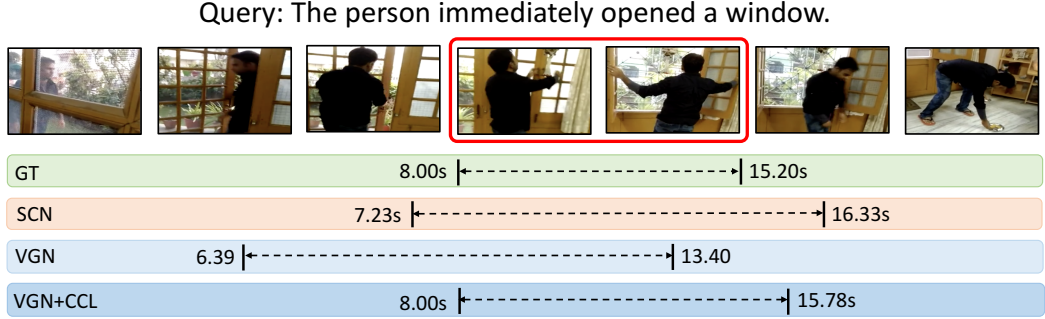 Query: The person immediately opened a window.
GT 8.00s 15.20s
SCN 7.23s 16.33s
VGN 6.39 13.40
VGN+CCL 8.00s 15.78s